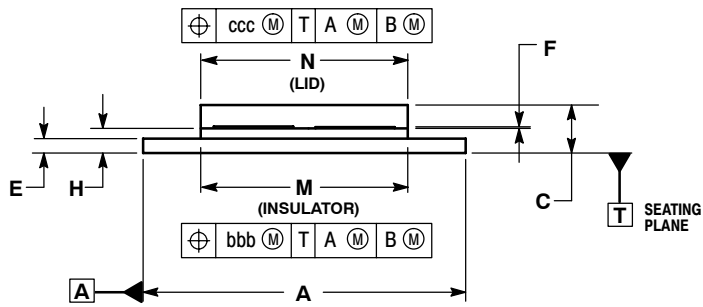 ⌖ ccc Ⓜ T A Ⓜ B Ⓜ
N
(LID)
F
E
H
M
(INSULATOR)
C
T
SEATING
PLANE
⌖ bbb Ⓜ T A Ⓜ B Ⓜ
A
A